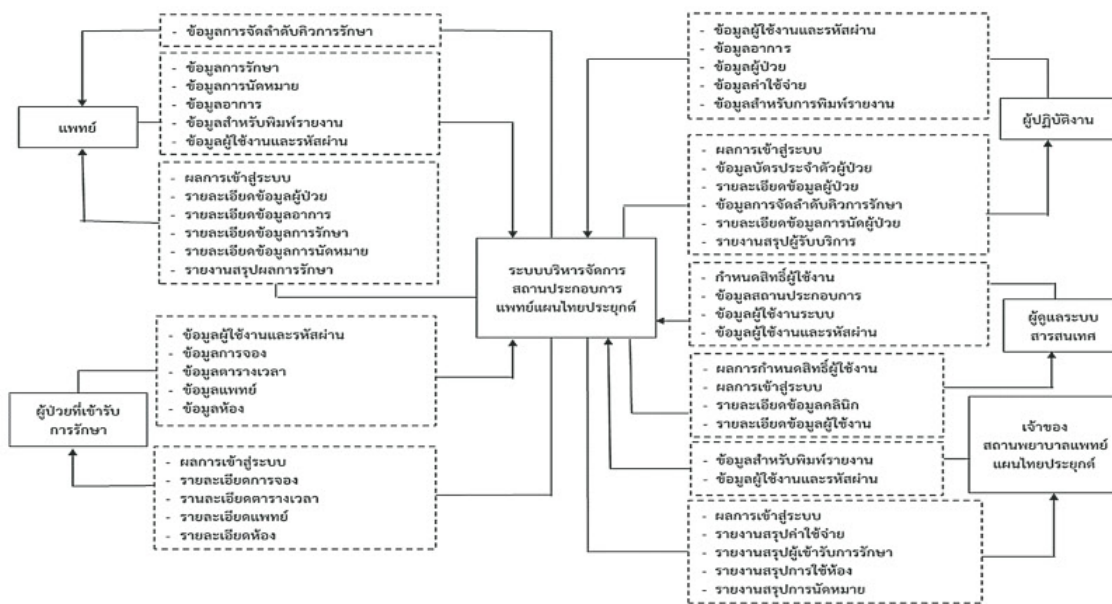 - ข้อมูลการจัดลำดับคิวการรักษา
- ข้อมูลการรักษา
- ข้อมูลการนัดหมาย
- ข้อมูลอาการ
- ข้อมูลสำหรับพิมพ์รายงาน
- ข้อมูลผู้ใช้งานและรหัสผ่าน
แพทย์
- ผลการเข้าสู่ระบบ
- รายละเอียดข้อมูลผู้ป่วย
- รายละเอียดข้อมูลอาการ
- รายละเอียดข้อมูลการรักษา
- รายละเอียดข้อมูลการนัดหมาย
- รายงานสรุปผลการรักษา
- ข้อมูลผู้ใช้งานและรหัสผ่าน
- ข้อมูลการจอง
- ข้อมูลตารางเวลา
- ข้อมูลแพทย์
- ข้อมูลห้อง
ผู้ป่วยที่เข้ารับ
การรักษา
- ผลการเข้าสู่ระบบ
- รายละเอียดการจอง
- รานละเอียดตารางเวลา
- รายละเอียดแพทย์
- รายละเอียดห้อง
ระบบบริหารจัดการ
สถานประกอบการ
แพทย์แผนไทยประยุกต์
- ข้อมูลผู้ใช้งานและรหัสผ่าน
- ข้อมูลอาการ
- ข้อมูลผู้ป่วย
- ข้อมูลค่าใช้จ่าย
- ข้อมูลสำหรับการพิมพ์รายงาน
ผู้ปฏิบัติงาน
- ผลการเข้าสู่ระบบ
- ข้อมูลบัตรประจำตัวผู้ป่วย
- รายละเอียดข้อมูลผู้ป่วย
- ข้อมูลการจัดลำดับคิวการรักษา
- รายละเอียดข้อมูลการนัดผู้ป่วย
- รายงานสรุปผู้รับบริการ
- กำหนดสิทธิ์ผู้ใช้งาน
- ข้อมูลสถานประกอบการ
- ข้อมูลผู้ใช้งานระบบ
- ข้อมูลผู้ใช้งานและรหัสผ่าน
ผู้ดูแลระบบ
สารสนเทศ
- ผลการกำหนดสิทธิ์ผู้ใช้งาน
- ผลการเข้าสู่ระบบ
- รายละเอียดข้อมูลคลินิก
- รายละเอียดข้อมูลผู้ใช้งาน
- ข้อมูลสำหรับพิมพ์รายงาน
- ข้อมูลผู้ใช้งานและรหัสผ่าน
เจ้าของ
สถานพยาบาลแพทย์
แผนไทยประยุกต์
- ผลการเข้าสู่ระบบ
- รายงานสรุปค่าใช้จ่าย
- รายงานสรุปผู้เข้ารับการรักษา
- รายงานสรุปการใช้ห้อง
- รายงานสรุปการนัดหมาย